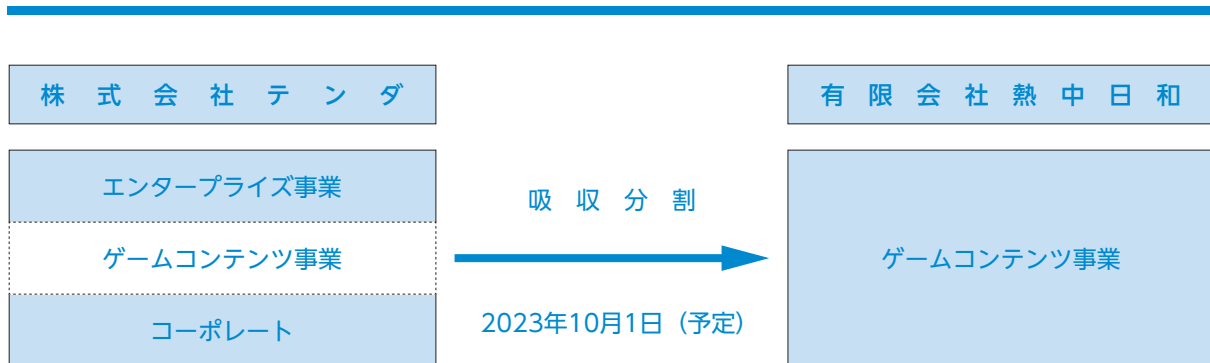 株式会社テンダ
有限会社熱中日和
エンタープライズ事業
ゲームコンテンツ事業
コーポレート
吸収分割
2023年10月1日（予定）
ゲームコンテンツ事業